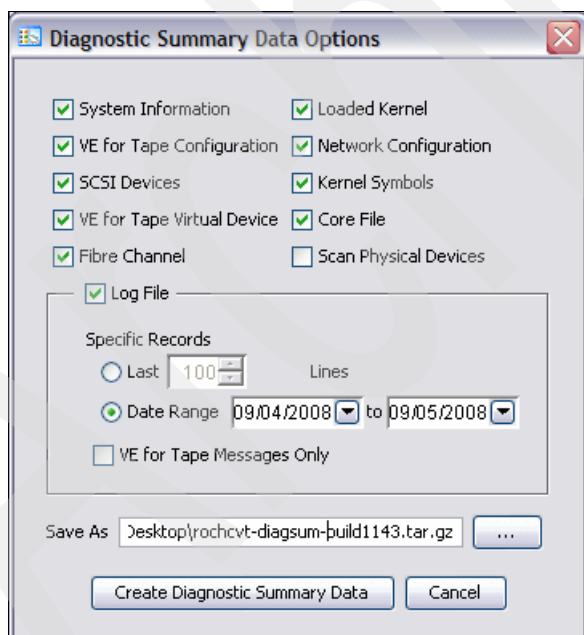 Diagnostic Summary Data Options
System Information
Loaded Kernel
VE for Tape Configuration
Network Configuration
SCSI Devices
Kernel Symbols
VE for Tape Virtual Device
Core File
Fibre Channel
Scan Physical Devices
Log File
Specific Records
Last 100 Lines
Date Range 09/04/2008 to 09/05/2008
VE for Tape Messages Only
Save As Desktop\rochcvt-diagsum-build1143.tar.gz ...
Create Diagnostic Summary Data Cancel